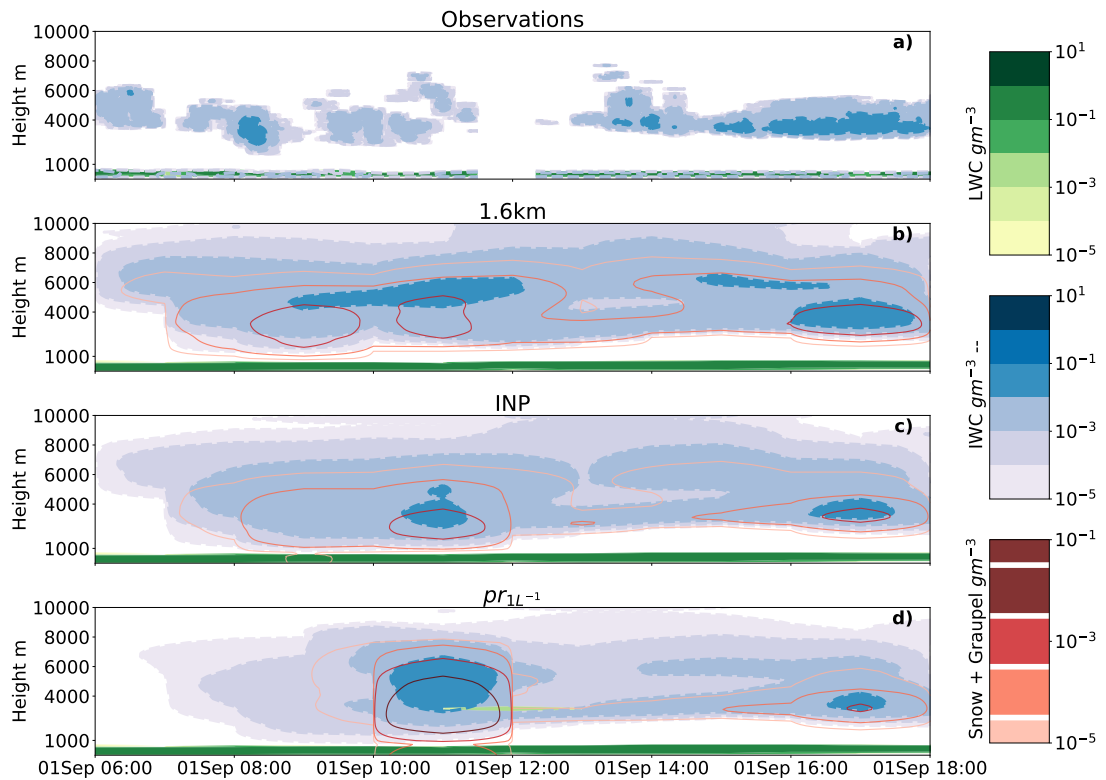 Observations
a)
10000
8000
6000
4000
1000
Height m
1.6km
b)
10000
8000
6000
4000
1000
Height m
INP
c)
10000
8000
6000
4000
1000
Height m
pr₁L⁻¹
d)
10000
8000
6000
4000
1000
Height m
01Sep 06:00 01Sep 08:00 01Sep 10:00 01Sep 12:00 01Sep 14:00 01Sep 16:00 01Sep 18:00
LWC gm⁻³
10¹
10⁻¹
10⁻³
10⁻⁵
IWC gm⁻³ --
10¹
10⁻¹
10⁻³
10⁻⁵
Snow + Graupel gm⁻³
10⁻¹
10⁻³
10⁻⁵